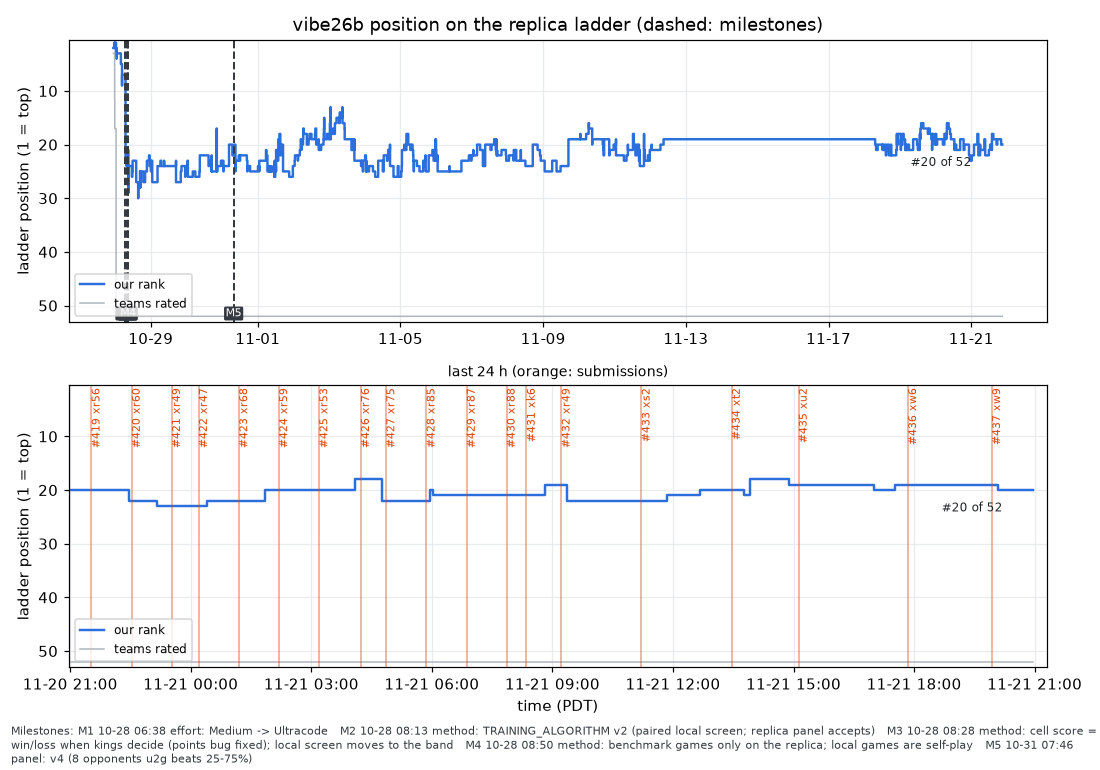 vibe26b position on the replica ladder (dashed: milestones)
ladder position (1 = top)
10
20
30
40
50
#20 of 52
our rank
teams rated
M4
M5
10-29
11-01
11-05
11-09
11-13
11-17
11-21
last 24 h (orange: submissions)
ladder position (1 = top)
10
20
30
40
50
#419 xr56
#420 xr60
#421 xr49
#422 xr47
#423 xr68
#424 xr59
#425 xr53
#426 xr76
#427 xr75
#428 xr85
#429 xr87
#430 xr88
#431 xk6
#432 xr49
#433 xs2
#434 xt2
#435 xu2
#436 xw6
#437 xw9
#20 of 52
our rank
teams rated
11-20 21:00
11-21 00:00
11-21 03:00
11-21 06:00
11-21 09:00
11-21 12:00
11-21 15:00
11-21 18:00
11-21 21:00
time (PDT)
Milestones: M1 10-28 06:38 effort: Medium -> Ultracode M2 10-28 08:13 method: TRAINING_ALGORITHM v2 (paired local screen; replica panel accepts) M3 10-28 08:28 method: cell score =
win/loss when kings decide (points bug fixed); local screen moves to the band M4 10-28 08:50 method: benchmark games only on the replica; local games are self-play M5 10-31 07:46
panel: v4 (8 opponents u2g beats 25-75%)